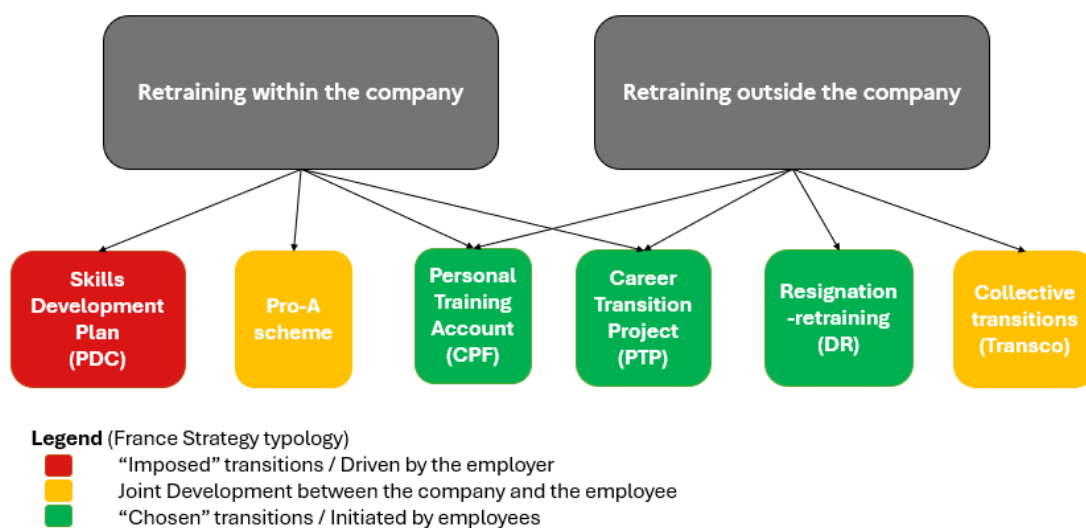 Retraining within the company
Retraining outside the company
Skills
Development
Plan
(PDC)
Pro-A
scheme
Personal
Training
Account
(CPF)
Career
Transition
Project
(PTP)
Resignation
-retraining
(DR)
Collective
transitions
(Transco)
Legend (France Strategy typology)
“Imposed” transitions / Driven by the employer
Joint Development between the company and the employee
“Chosen” transitions / Initiated by employees